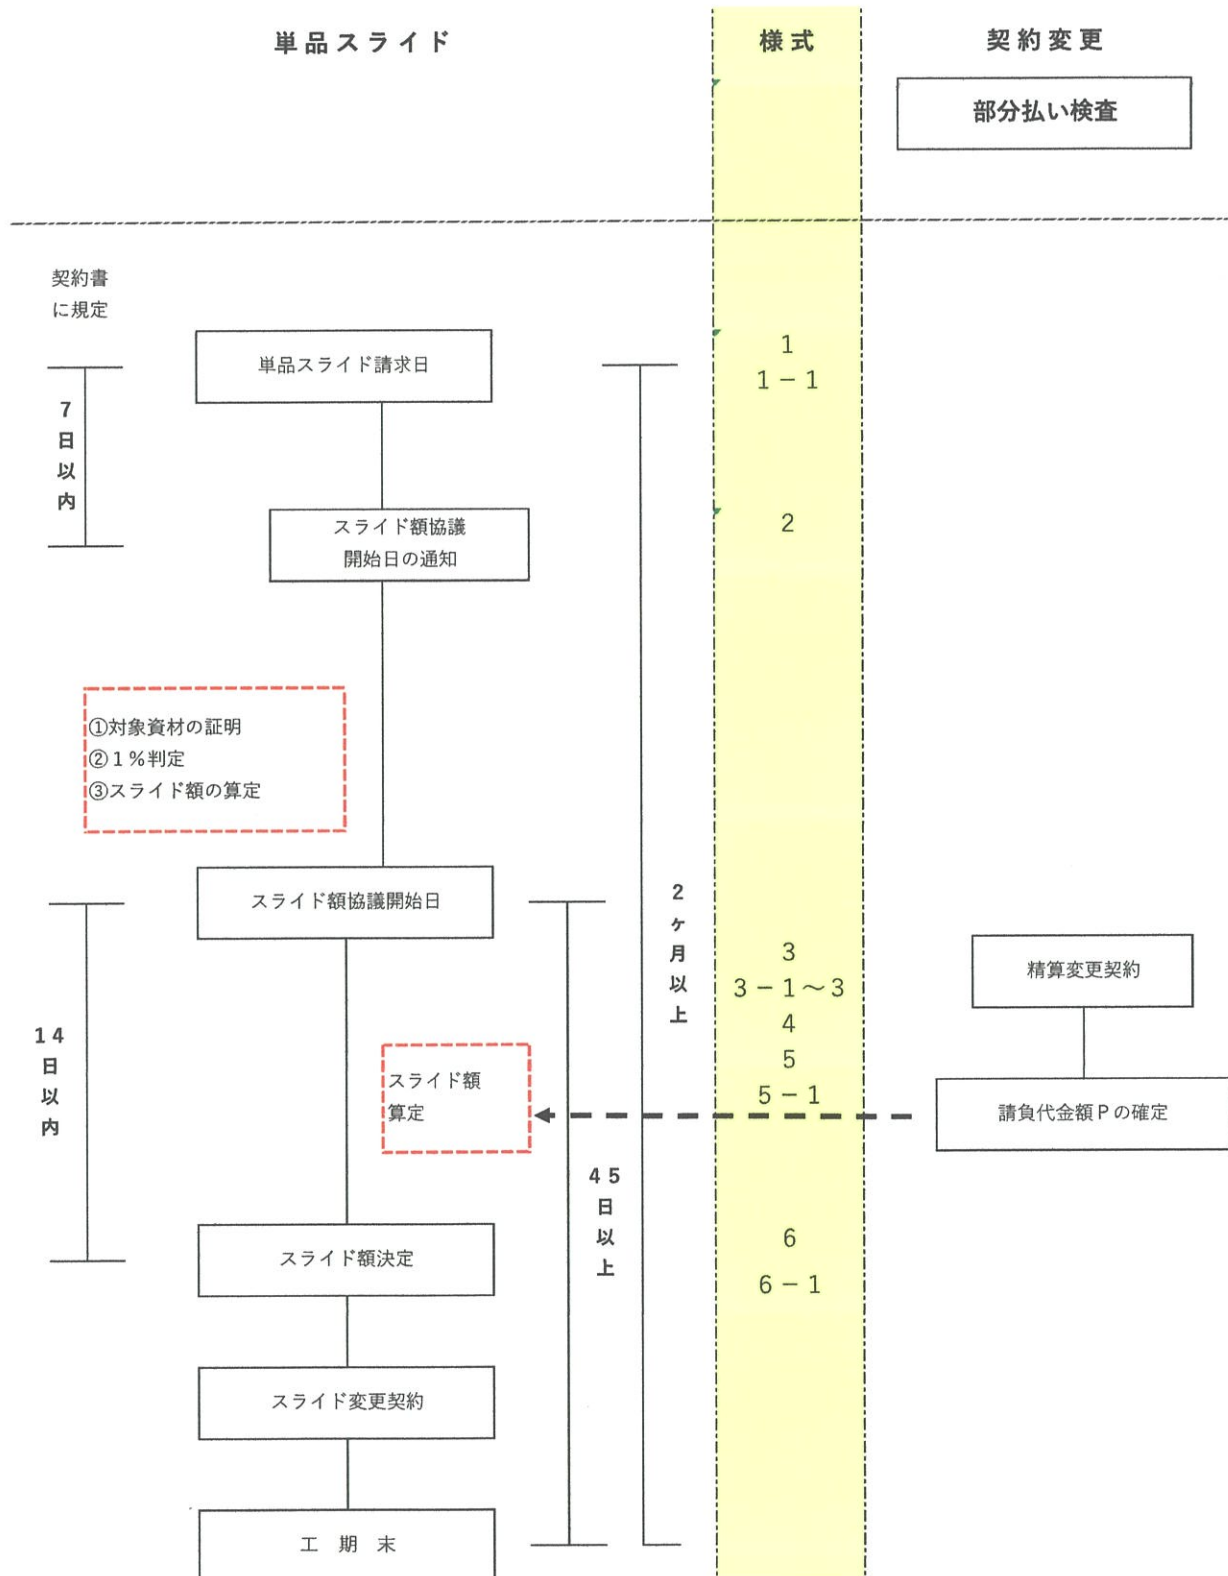 単品スライド
様式
契約変更
部分払い検査
契約書
に規定
単品スライド請求日
1
1－1
7日以内
スライド額協議
開始日の通知
2
①対象資材の証明
②１％判定
③スライド額の算定
スライド額協議開始日
2ヶ月以上
3
3－1～3
4
5
5－1
精算変更契約
14日以内
スライド額
算定
請負代金額Ｐの確定
45日以上
スライド額決定
6
6－1
スライド変更契約
工　期　末